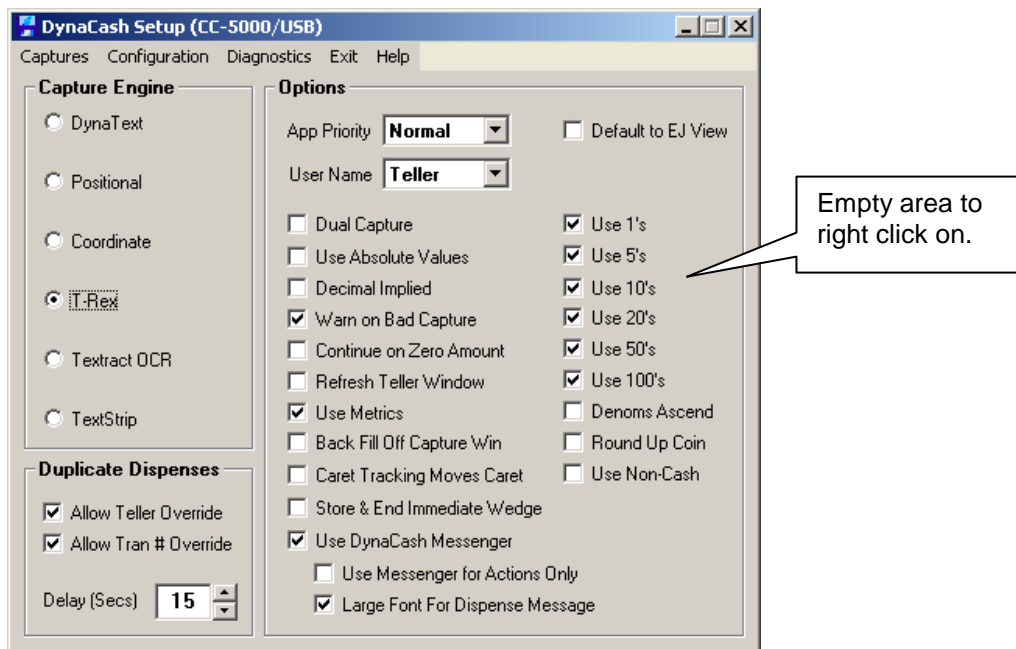 DynaCash Setup (CC-5000/USB)
Captures Configuration Diagnostics Exit Help
Capture Engine
DynaText
Positional
Coordinate
T-Rex
Textract OCR
TextStrip
Duplicate Dispenses
Allow Teller Override
Allow Tran # Override
Delay (Secs) 15
Options
App Priority Normal
Default to EJ View
User Name Teller
Dual Capture
Use Absolute Values
Decimal Implied
Warn on Bad Capture
Continue on Zero Amount
Refresh Teller Window
Use Metrics
Back Fill Off Capture Win
Caret Tracking Moves Caret
Store & End Immediate Wedge
Use DynaCash Messenger
Use Messenger for Actions Only
Large Font For Dispense Message
Use 1's
Use 5's
Use 10's
Use 20's
Use 50's
Use 100's
Denoms Ascend
Round Up Coin
Use Non-Cash
Empty area to
right click on.